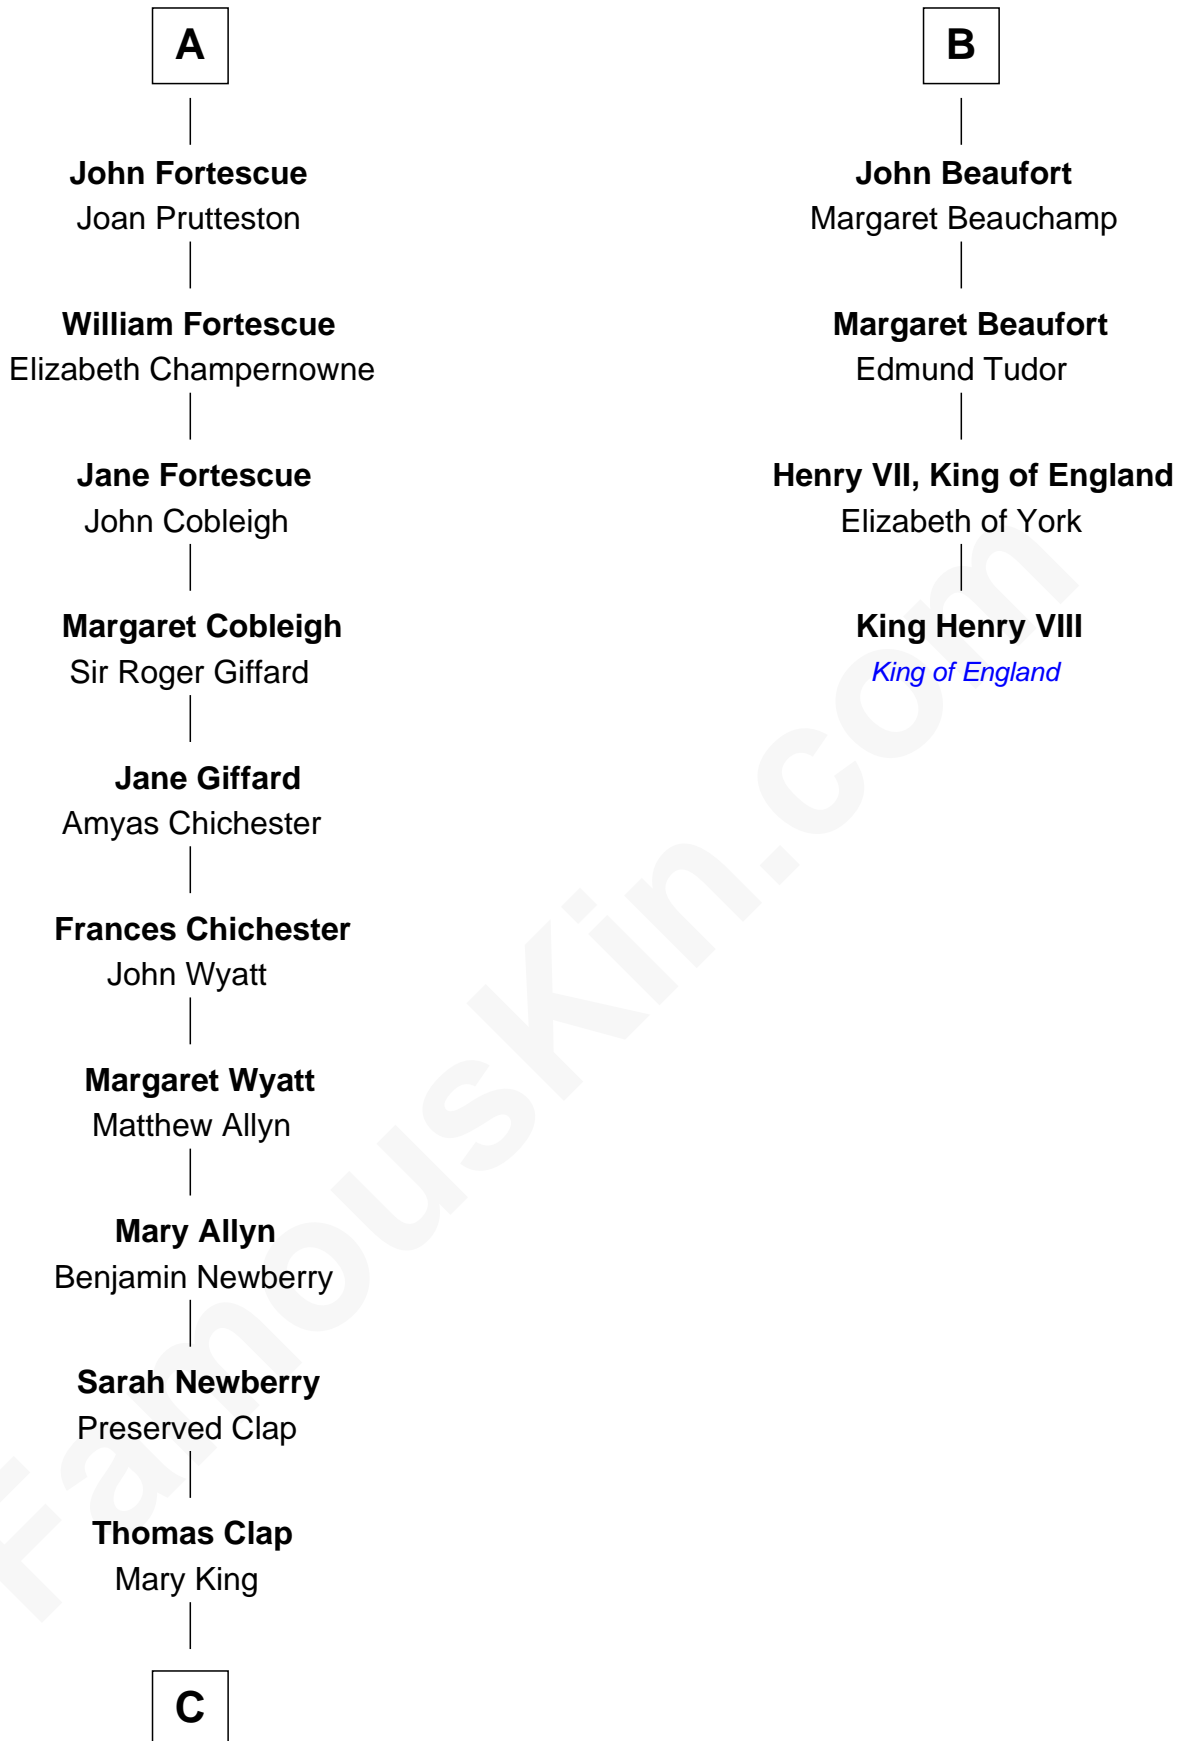 A
John Fortescue
Joan Prutteston
William Fortescue
Elizabeth Champernowne
Jane Fortescue
John Cobleigh
Margaret Cobleigh
Sir Roger Giffard
Jane Giffard
Amyas Chichester
Frances Chichester
John Wyatt
Margaret Wyatt
Matthew Allyn
Mary Allyn
Benjamin Newberry
Sarah Newberry
Preserved Clap
Thomas Clap
Mary King
C
B
John Beaufort
Margaret Beauchamp
Margaret Beaufort
Edmund Tudor
Henry VII, King of England
Elizabeth of York
King Henry VIII
King of England
FamousKin.com